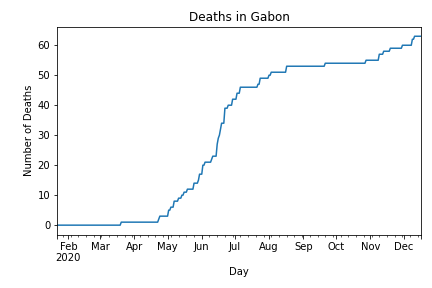 Deaths in Gabon
Number of Deaths
60
50
40
30
20
10
0
Feb Mar Apr May Jun Jul Aug Sep Oct Nov Dec
2020
Day